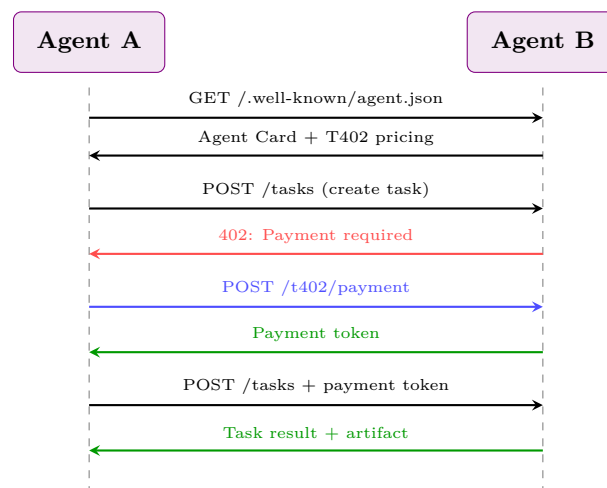 Agent A
Agent B
GET /.well-known/agent.json
Agent Card + T402 pricing
POST /tasks (create task)
402: Payment required
POST /t402/payment
Payment token
POST /tasks + payment token
Task result + artifact